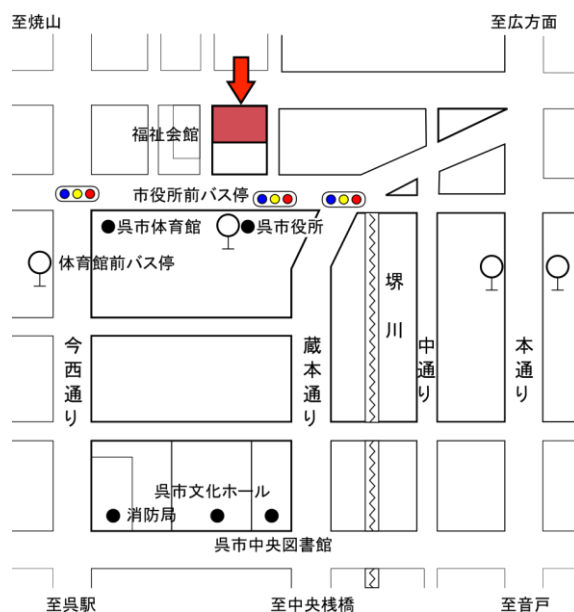 至焼山
至広方面
福祉会館
市役所前バス停
呉市体育館
呉市役所
体育館前バス停
堺川
今西通り
蔵本通り
中通り
本通り
呉市文化ホール
消防局
呉市中央図書館
至呉駅
至中央桟橋
至音戸